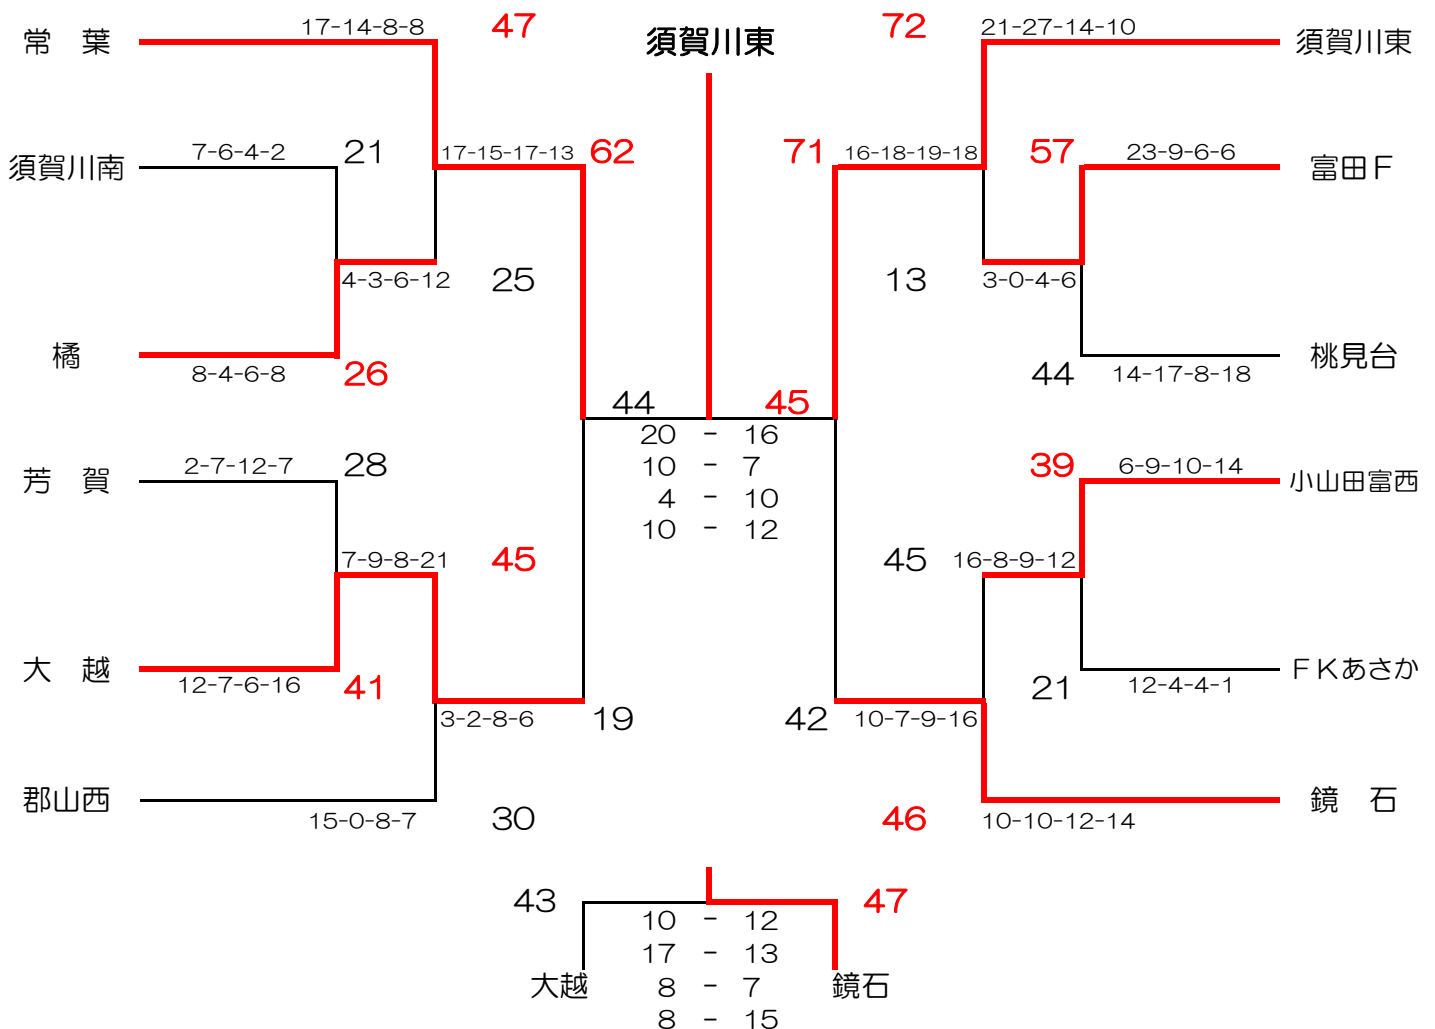 17-14-8-8
47
須賀川東
72
21-27-14-10
常　葉
須賀川東
7-6-4-2
21
17-15-17-13
62
71
16-18-19-18
57
23-9-6-6
須賀川南
富田F
4-3-6-12
25
13
3-0-4-6
橘
8-4-6-8
26
44
14-17-8-18
桃見台
44
45
20 - 16
10 - 7
4 - 10
10 - 12
芳　賀
2-7-12-7
28
39
6-9-10-14
小山田富西
7-9-8-21
45
45
16-8-9-12
大　越
12-7-6-16
41
21
12-4-4-1
FKあさか
3-2-8-6
19
42
10-7-9-16
郡山西
15-0-8-7
30
46
10-10-12-14
鏡　石
43
47
10 - 12
17 - 13
8 - 7
8 - 15
大越
鏡石